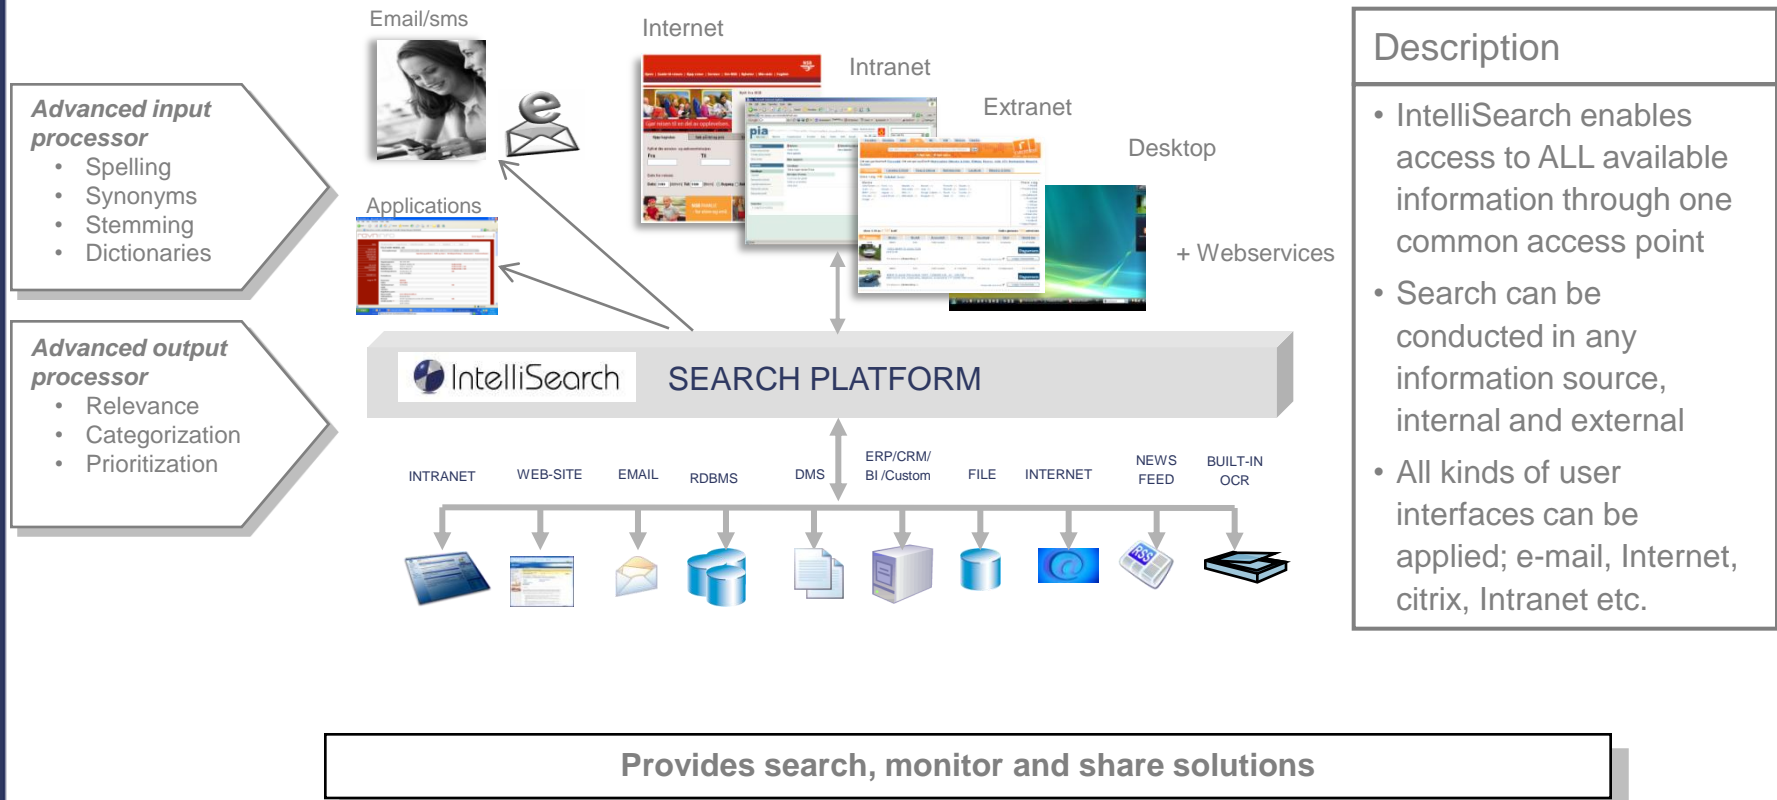 Email/sms
Internet
Intranet
Extranet
Desktop
+ Webservices
Applications
Advanced input
processor
• Spelling
• Synonyms
• Stemming
• Dictionaries
Advanced output
processor
• Relevance
• Categorization
• Prioritization
pia
Fra
Til
IntelliSearch
SEARCH PLATFORM
INTRANET
WEB-SITE
EMAIL
RDBMS
DMS
ERP/CRM/
BI /Custom
FILE
INTERNET
NEWS
FEED
BUILT-IN
OCR
RSS
@
Description
• IntelliSearch enables
access to ALL available
information through one
common access point
• Search can be
conducted in any
information source,
internal and external
• All kinds of user
interfaces can be
applied; e-mail, Internet,
citrix, Intranet etc.
Provides search, monitor and share solutions